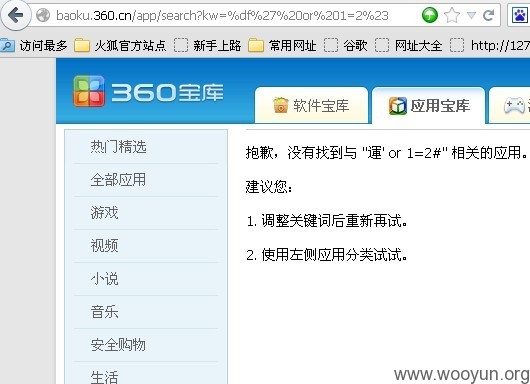 baoku.360.cn/app/search?kw=%df%27%20or%201=2%23
访问最多 火狐官方站点 新手上路 常用网址 谷歌 网址大全 http://127
360宝库
软件宝库 应用宝库
热门精选
全部应用
游戏
视频
小说
音乐
安全购物
生活
抱歉，没有找到与 "運' or 1=2#" 相关的应用。
建议您：
1. 调整关键词后重新再试。
2. 使用左侧应用分类试试。
www.wooyun.org